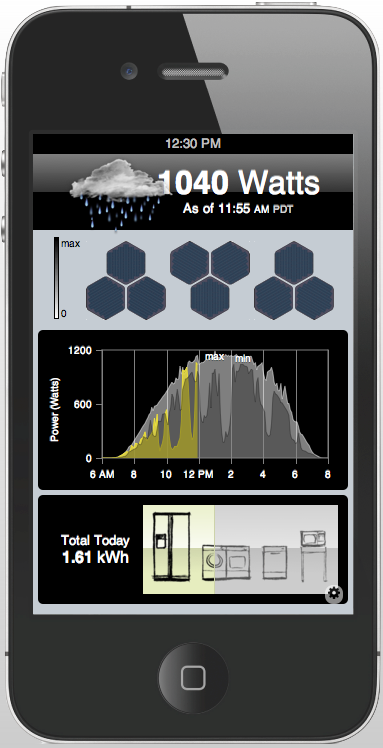 12:30 PM
1040 Watts
As of 11:55 AM PDT
max
0
1200
max
min
Power (Watts)
0
6 AM 8 10 12 PM 2 4 6 8
Total Today
1.61 kWh